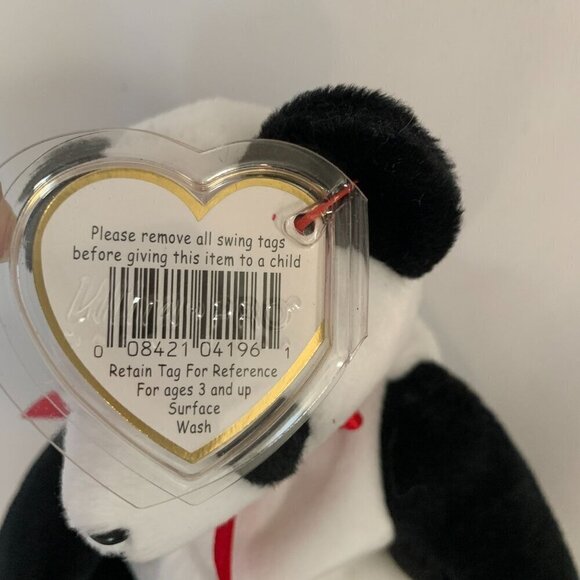 Please remove all swing tags
before giving this item to a child
0 08421 04196 1
Retain Tag For Reference
For ages 3 and up
Surface
Wash